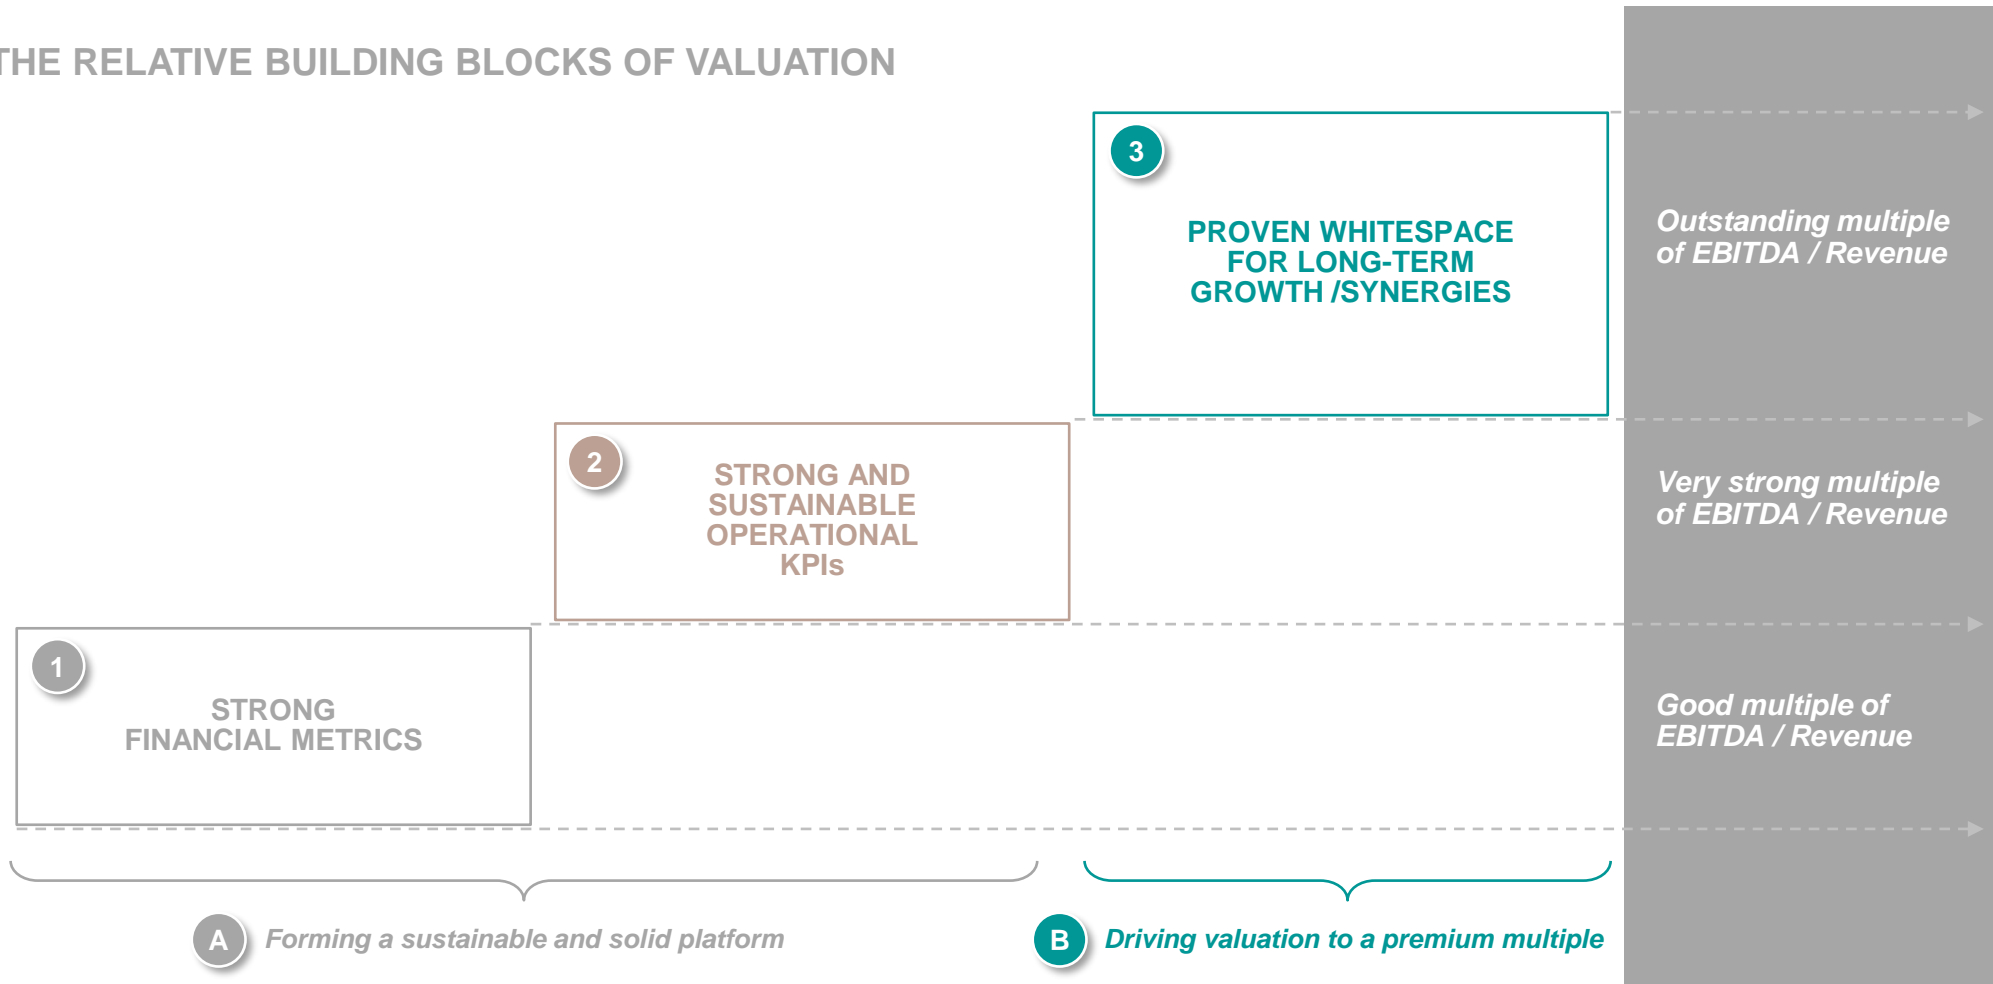 THE RELATIVE BUILDING BLOCKS OF VALUATION
3
PROVEN WHITESPACE
FOR LONG-TERM
GROWTH /SYNERGIES
Outstanding multiple
of EBITDA / Revenue
2
STRONG AND
SUSTAINABLE
OPERATIONAL
KPIs
Very strong multiple
of EBITDA / Revenue
1
STRONG
FINANCIAL METRICS
Good multiple of
EBITDA / Revenue
A
Forming a sustainable and solid platform
B
Driving valuation to a premium multiple